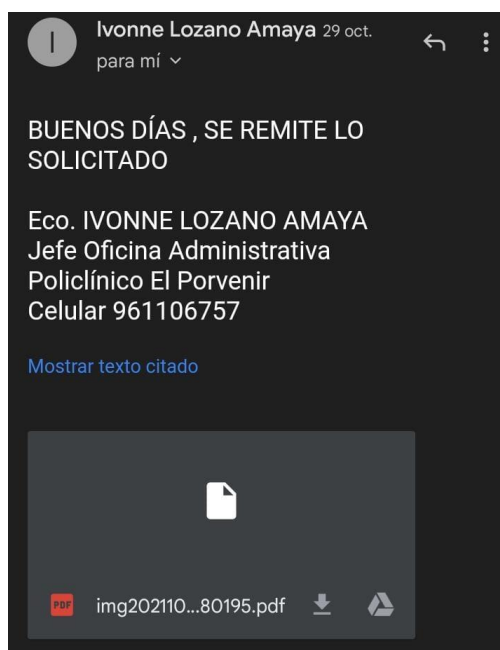 I
Ivonne Lozano Amaya 29 oct.
para mí
BUENOS DÍAS , SE REMITE LO
SOLICITADO
Eco. IVONNE LOZANO AMAYA
Jefe Oficina Administrativa
Policlínico El Porvenir
Celular 961106757
Mostrar texto citado
PDF img202110...80195.pdf